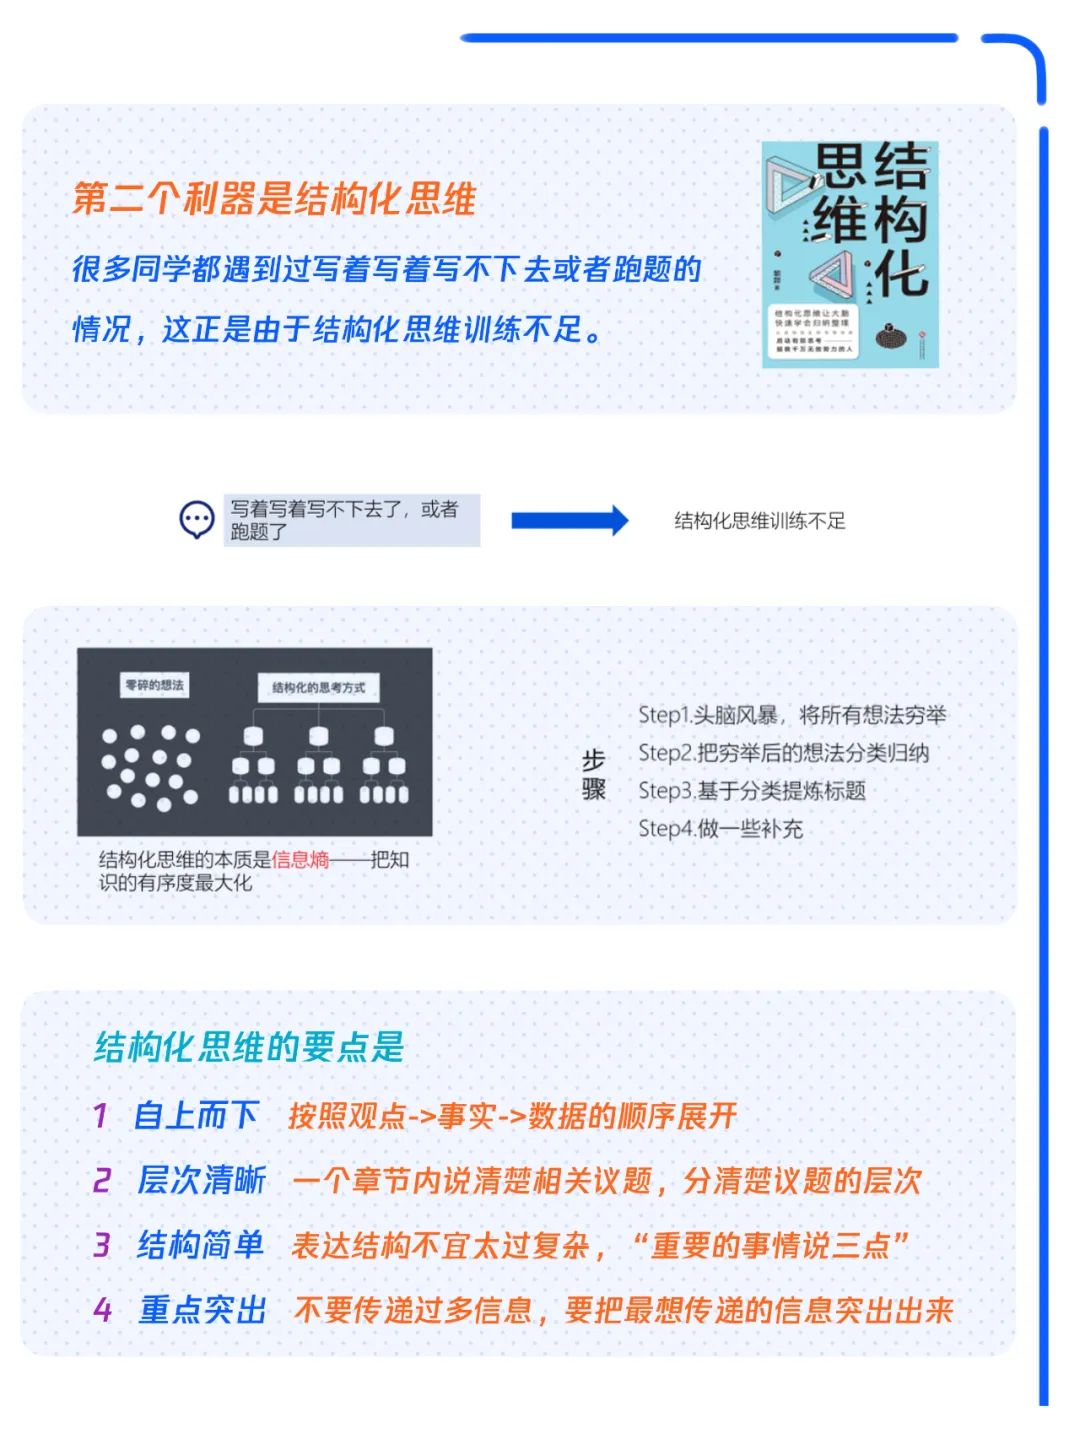 第二个利器是结构化思维
很多同学都遇到过写着写着写不下去或者跑题的
情况，这正是由于结构化思维训练不足。
结构化
思维
结构化思维让大脑
快速学会归纳整理
写着写着写不下去了，或者
跑题了
结构化思维训练不足
零碎的想法
结构化的思考方式
结构化思维的本质是信息熵——把知
识的有序度最大化
步骤
Step1.头脑风暴，将所有想法穷举
Step2.把穷举后的想法分类归纳
Step3.基于分类提炼标题
Step4.做一些补充
结构化思维的要点是
1 自上而下 按照观点->事实->数据的顺序展开
2 层次清晰 一个章节内说清楚相关议题，分清楚议题的层次
3 结构简单 表达结构不宜太过复杂，“重要的事情说三点”
4 重点突出 不要传递过多信息，要把最想传递的信息突出出来